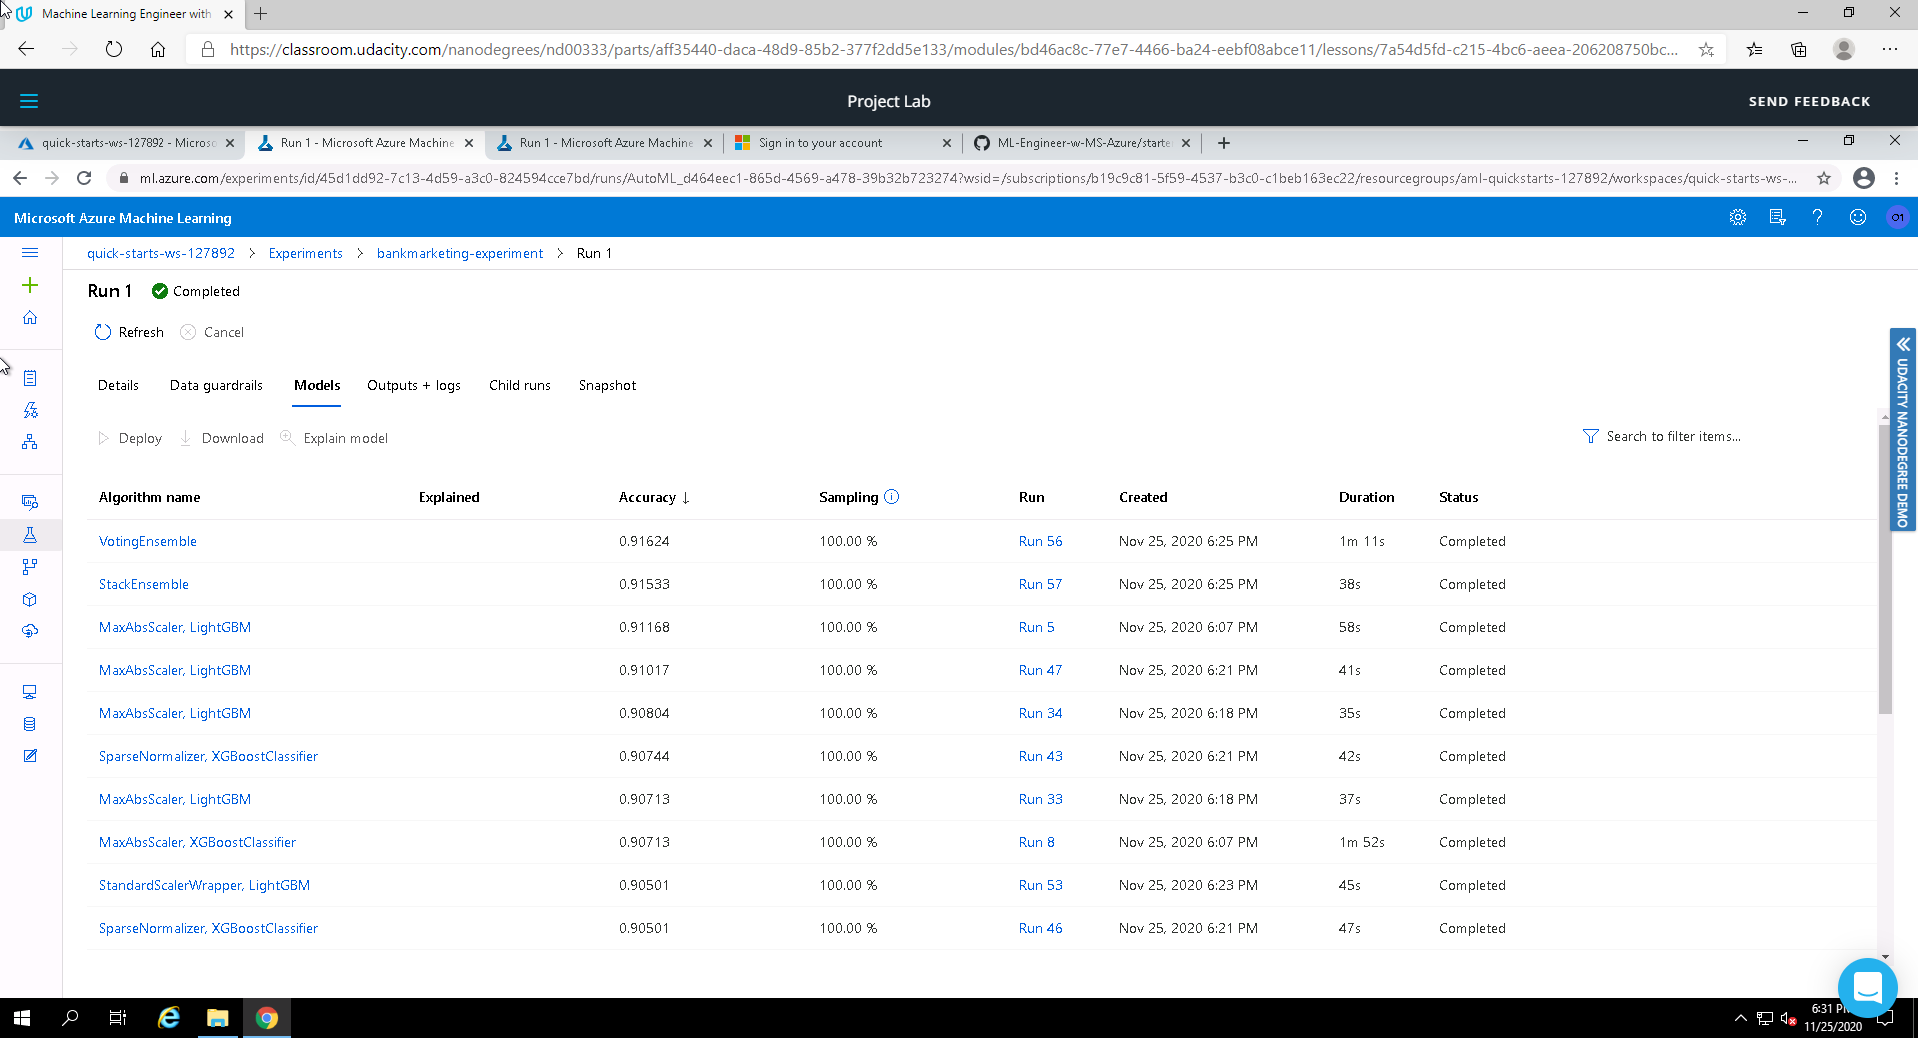 Machine Learning Engineer with
https://classroom.udacity.com/nanodegrees/nd00333/parts/aff35440-daca-48d9-85b2-377f2dd5e133/modules/bd46ac8c-77e7-4466-ba24-eebf08abce11/lessons/7a54d5fd-c215-4bc6-aeea-206208750bc...
Project Lab
SEND FEEDBACK
quick-starts-ws-127892 - Microso
Run 1 - Microsoft Azure Machine
Run 1 - Microsoft Azure Machine
Sign in to your account
ML-Engineer-w-MS-Azure/starte
ml.azure.com/experiments/id/45d1dd92-7c13-4d59-a3c0-824594cce7bd/runs/AutoML_d464eec1-865d-4569-a478-39b32b723274?wsid=/subscriptions/b19c9c81-5f59-4537-b3c0-c1beb163ec22/resourcegroups/aml-quickstarts-127892/workspaces/quick-starts-ws-...
Microsoft Azure Machine Learning
O1
quick-starts-ws-127892 > Experiments > bankmarketing-experiment > Run 1
Run 1 Completed
Refresh Cancel
Details Data guardrails Models Outputs + logs Child runs Snapshot
Deploy Download Explain model
Search to filter items...
UDACITY NANODEGREE DEMO
Algorithm name Explained Accuracy ↓ Sampling Run Created Duration Status
VotingEnsemble 0.91624 100.00 % Run 56 Nov 25, 2020 6:25 PM 1m 11s Completed
StackEnsemble 0.91533 100.00 % Run 57 Nov 25, 2020 6:25 PM 38s Completed
MaxAbsScaler, LightGBM 0.91168 100.00 % Run 5 Nov 25, 2020 6:07 PM 58s Completed
MaxAbsScaler, LightGBM 0.91017 100.00 % Run 47 Nov 25, 2020 6:21 PM 41s Completed
MaxAbsScaler, LightGBM 0.90804 100.00 % Run 34 Nov 25, 2020 6:18 PM 35s Completed
SparseNormalizer, XGBoostClassifier 0.90744 100.00 % Run 43 Nov 25, 2020 6:21 PM 42s Completed
MaxAbsScaler, LightGBM 0.90713 100.00 % Run 33 Nov 25, 2020 6:18 PM 37s Completed
MaxAbsScaler, XGBoostClassifier 0.90713 100.00 % Run 8 Nov 25, 2020 6:07 PM 1m 52s Completed
StandardScalerWrapper, LightGBM 0.90501 100.00 % Run 53 Nov 25, 2020 6:23 PM 45s Completed
SparseNormalizer, XGBoostClassifier 0.90501 100.00 % Run 46 Nov 25, 2020 6:21 PM 47s Completed
6:31 P
11/25/2020